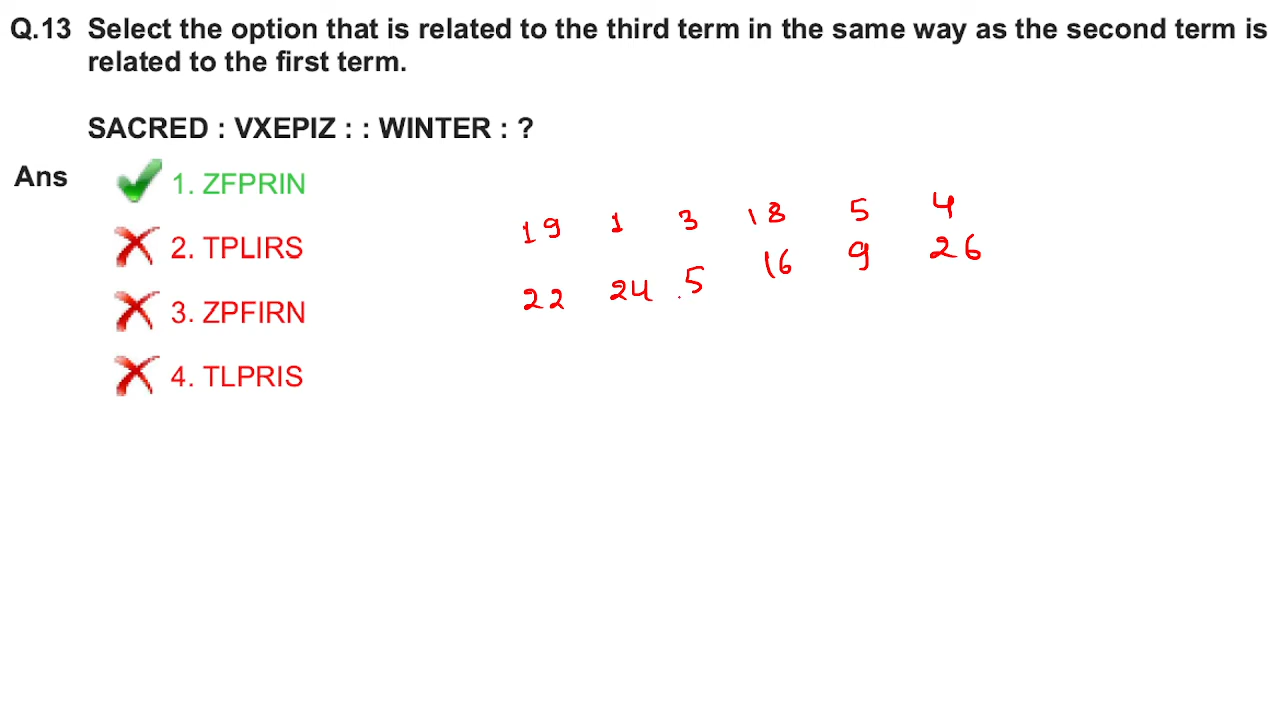 Q.13 Select the option that is related to the third term in the same way as the second term is
related to the first term.
SACRED : VXEPIZ : : WINTER : ?
Ans
1. ZFPRIN
2. TPLIRS
3. ZPFIRN
4. TLPRIS
19 1 3 18 5 4
22 24 5 16 9 26